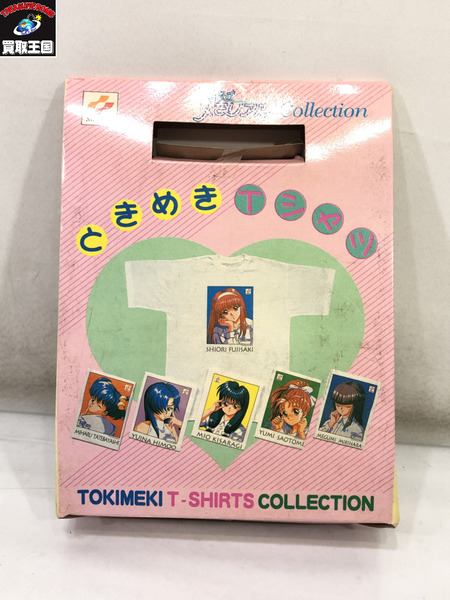 買取王国
Collection
ときめきTシャツ
SHIORI FUJISAKI
MIHARU TATEBAYASHI
YUINA HIMOO
MIO KISARAGI
YUMI SAOTOME
MEGUMI MIKIHARA
TOKIMEKI T-SHIRTS COLLECTION